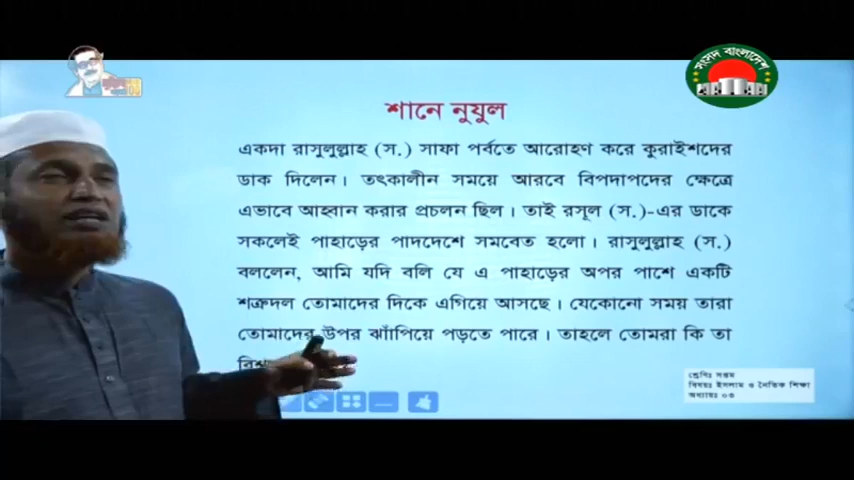 সংসদ বাংলাদেশ
শানে নুযুল
একদা রাসুলুল্লাহ (স.) সাফা পর্বতে আরোহণ করে কুরাইশদের
ডাক দিলেন। তৎকালীন সময়ে আরবে বিপদাপদের ক্ষেত্রে
এভাবে আহ্বান করার প্রচলন ছিল। তাই রসূল (স.)-এর ডাকে
সকলেই পাহাড়ের পাদদেশে সমবেত হলো। রাসুলুল্লাহ (স.)
বললেন, আমি যদি বলি যে এ পাহাড়ের অপর পাশে একটি
শত্রুদল তোমাদের দিকে এগিয়ে আসছে। যেকোনো সময় তারা
তোমাদের উপর ঝাঁপিয়ে পড়তে পারে। তাহলে তোমরা কি তা
শ্রেণিঃ সপ্তম
বিষয়ঃ ইসলাম ও নৈতিক শিক্ষা
অধ্যায়ঃ ০৩